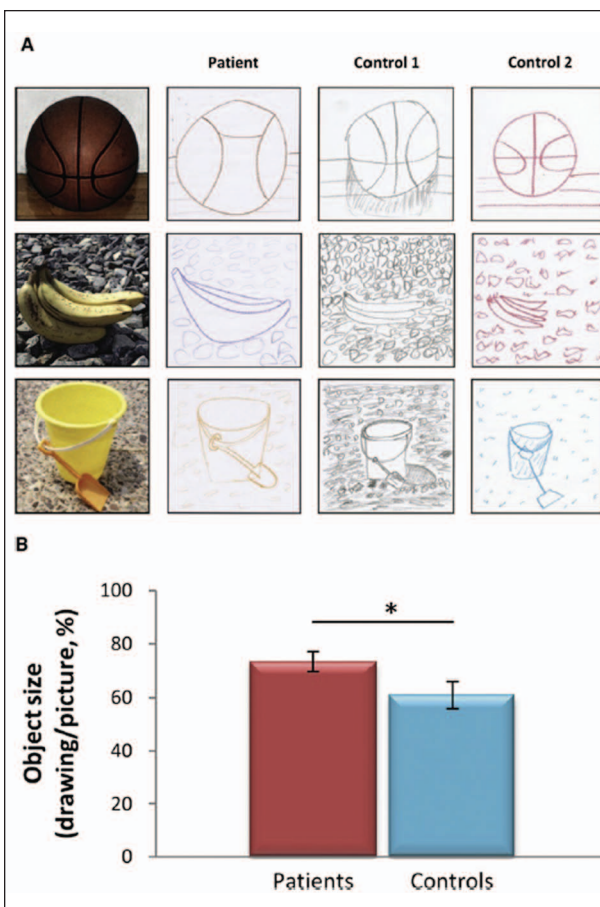 A
Patient Control 1 Control 2
B
100
80
60
40
20
0
Object size
(drawing/picture, %)
*
Patients Controls